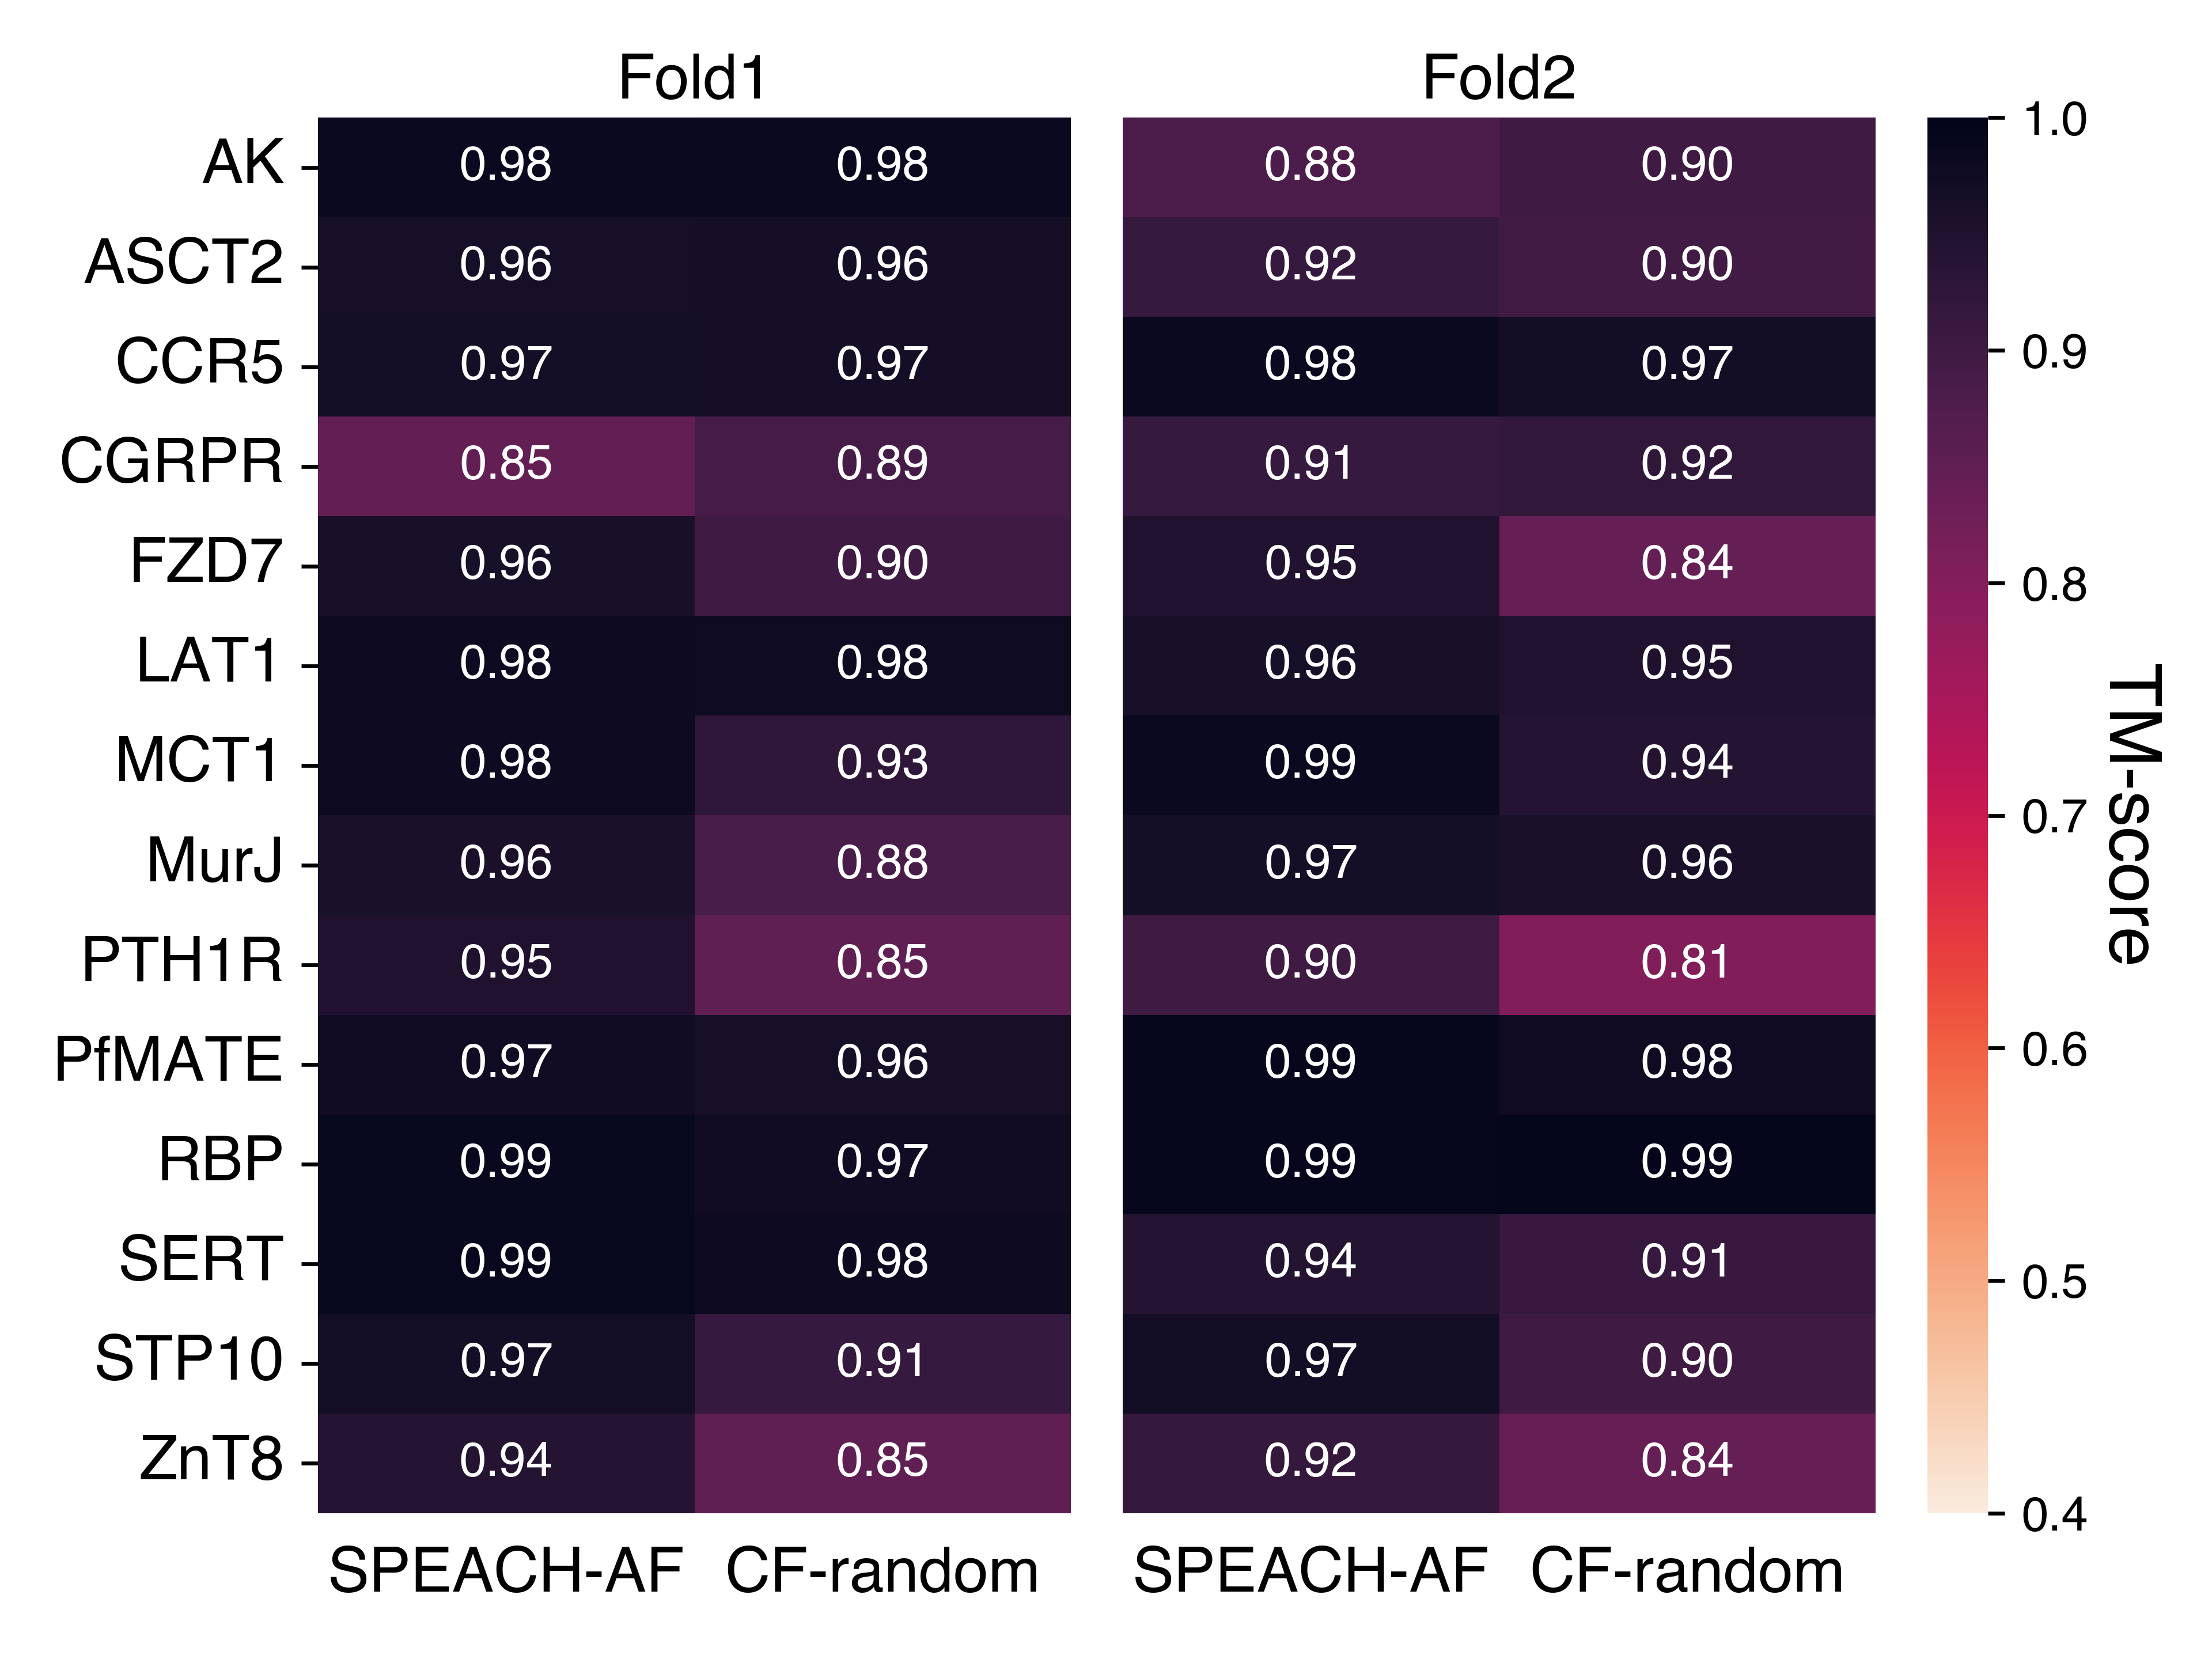 Fold1 Fold2
AK 0.98 0.98 0.88 0.90
ASCT2 0.96 0.96 0.92 0.90
CCR5 0.97 0.97 0.98 0.97
CGRPR 0.85 0.89 0.91 0.92
FZD7 0.96 0.90 0.95 0.84
LAT1 0.98 0.98 0.96 0.95
MCT1 0.98 0.93 0.99 0.94
MurJ 0.96 0.88 0.97 0.96
PTH1R 0.95 0.85 0.90 0.81
PfMATE 0.97 0.96 0.99 0.98
RBP 0.99 0.97 0.99 0.99
SERT 0.99 0.98 0.94 0.91
STP10 0.97 0.91 0.97 0.90
ZnT8 0.94 0.85 0.92 0.84
SPEACH-AF CF-random SPEACH-AF CF-random
1.0
0.9
0.8
0.7
0.6
0.5
0.4
TM-score